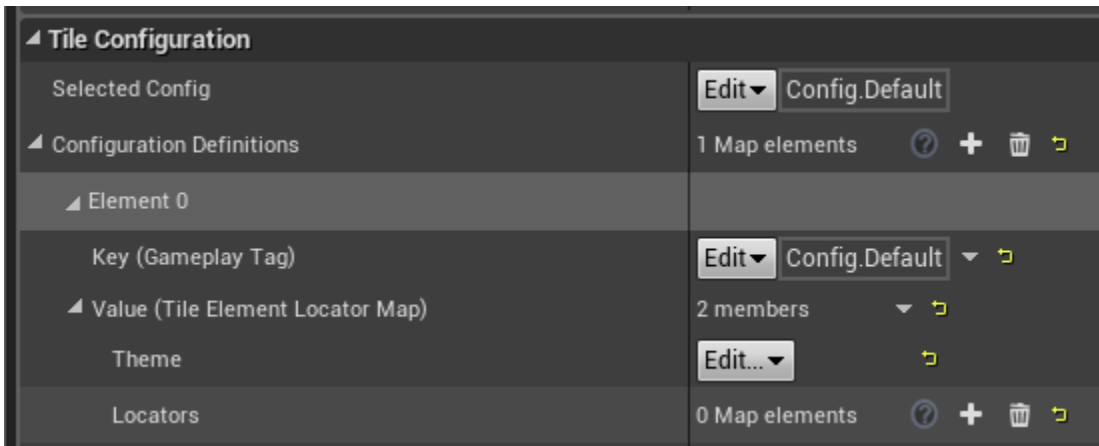 Tile Configuration
Selected Config Edit Config.Default
Configuration Definitions 1 Map elements
Element 0
Key (Gameplay Tag) Edit Config.Default
Value (Tile Element Locator Map) 2 members
Theme Edit...
Locators 0 Map elements